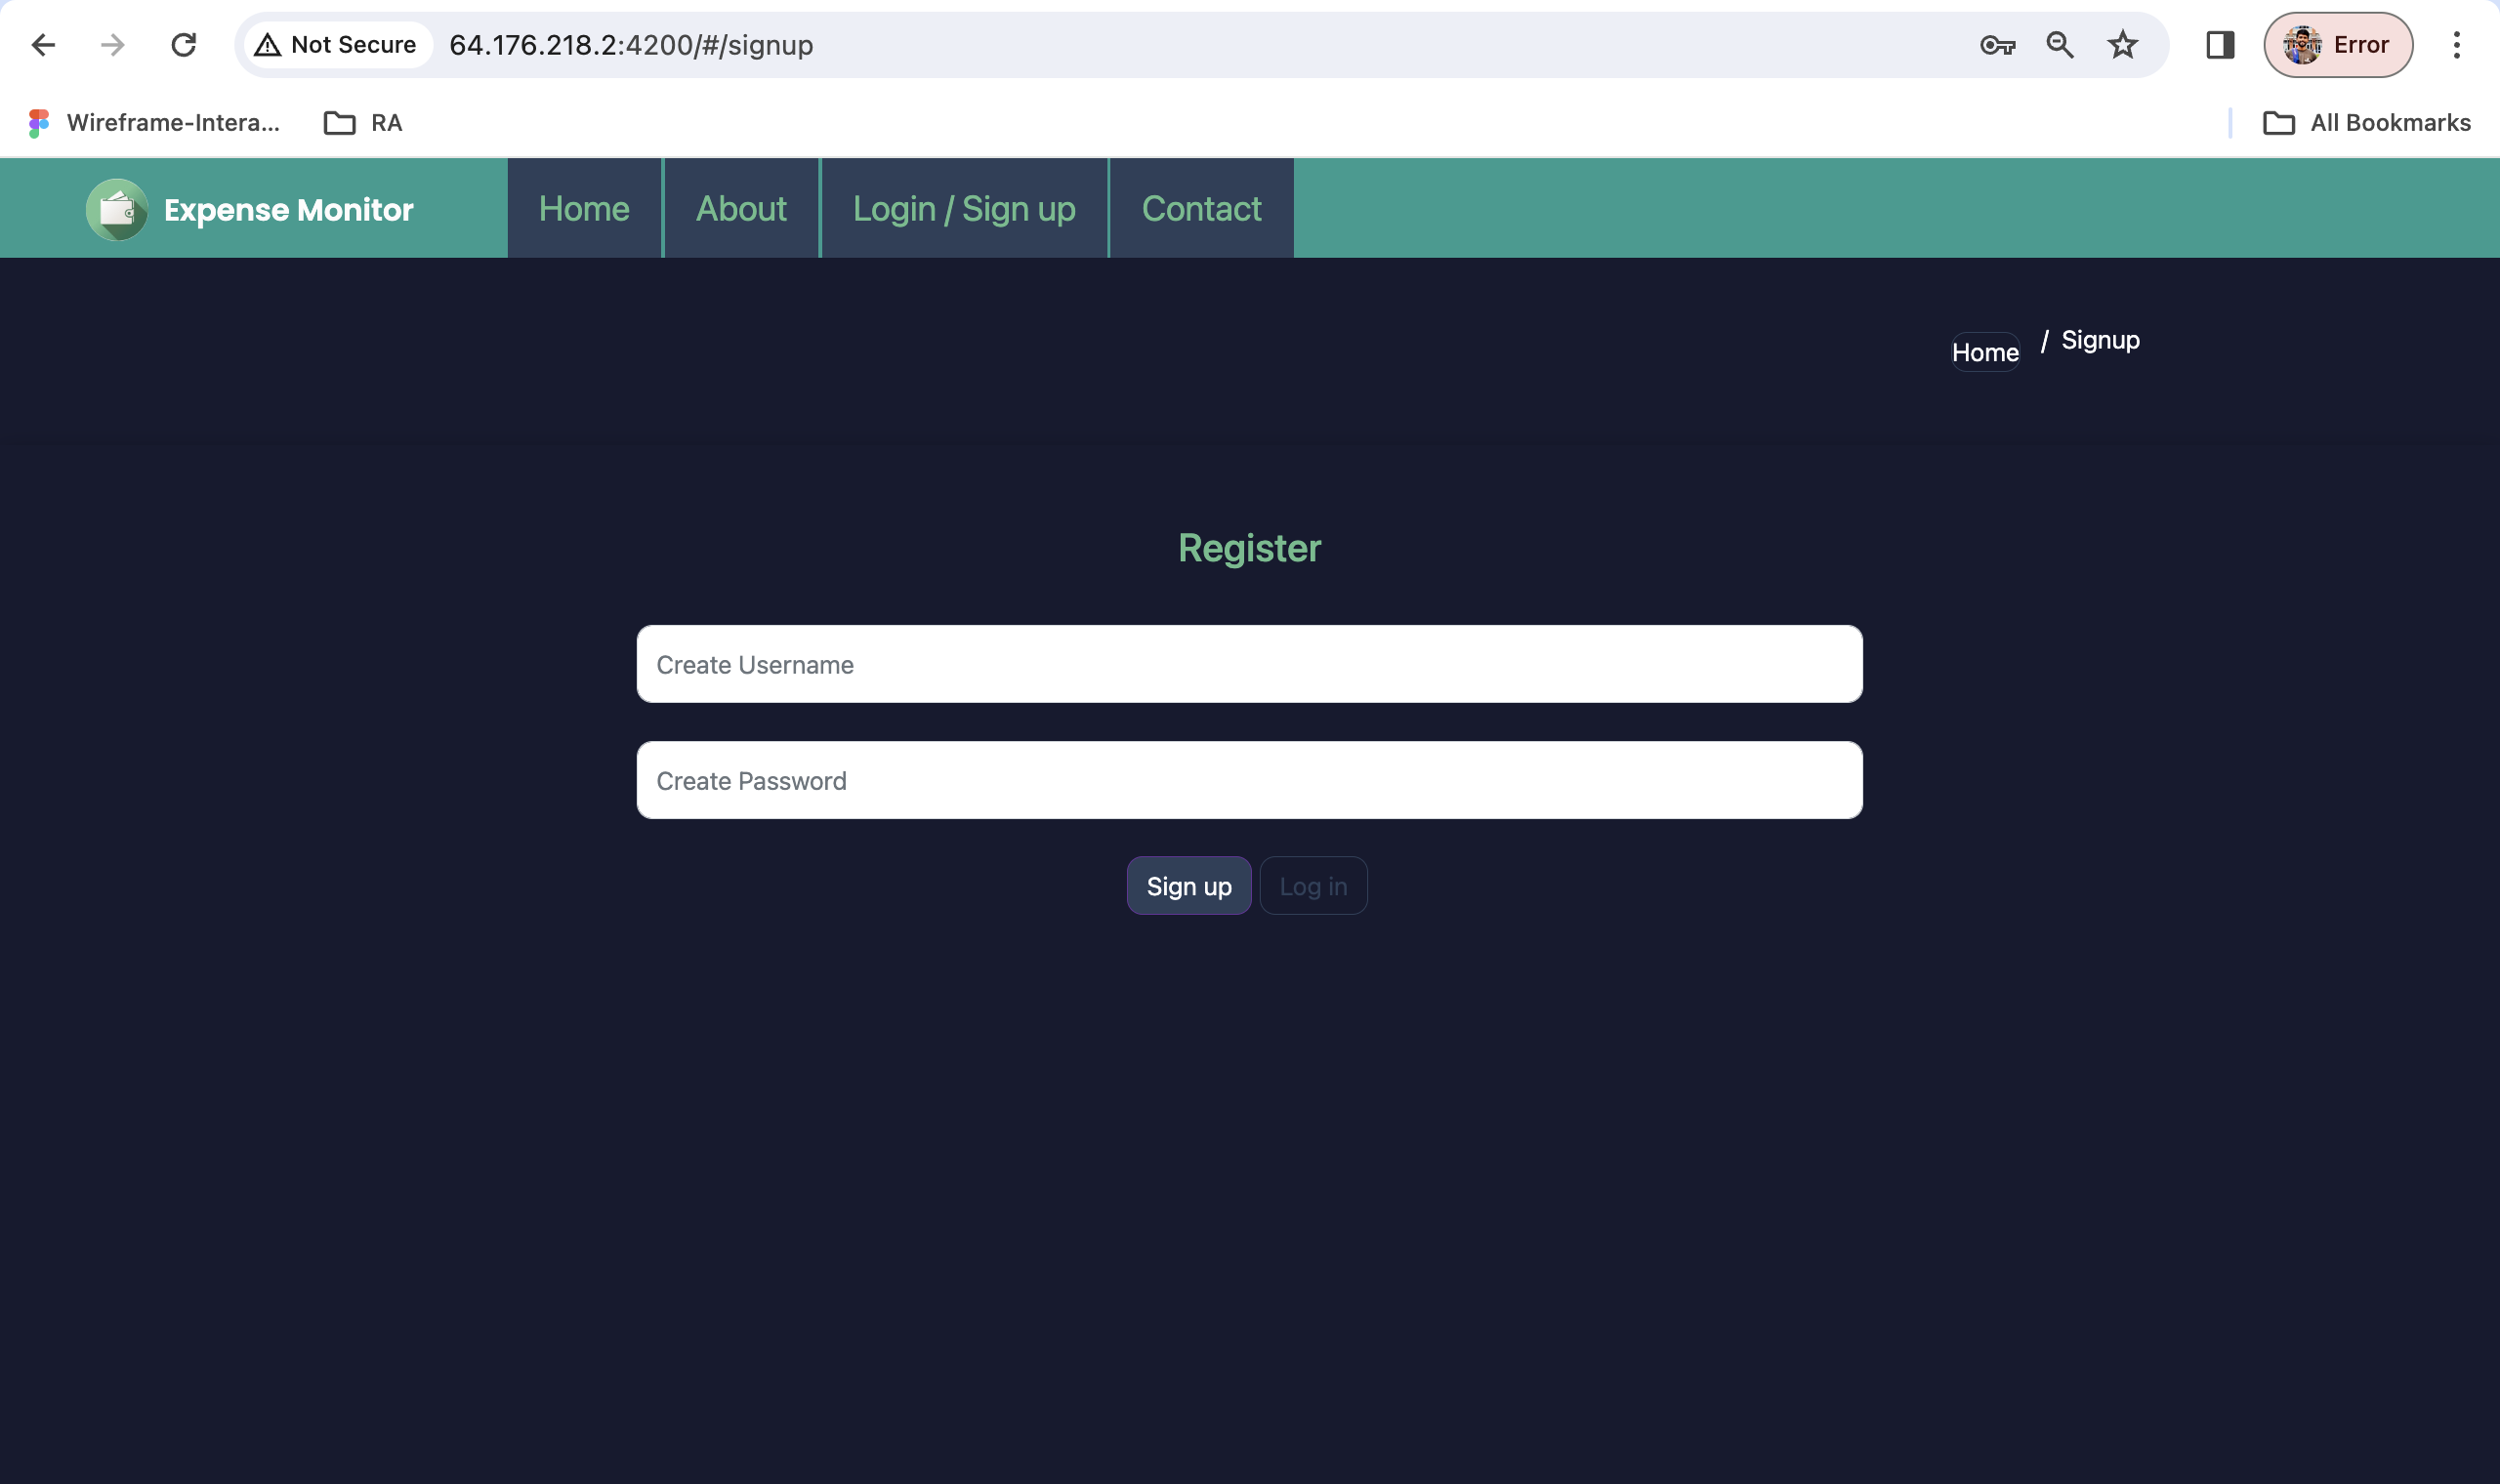 Not Secure 64.176.218.2:4200/#/signup Error
Wireframe-Intera... RA All Bookmarks
Expense Monitor Home About Login / Sign up Contact
Home / Signup
Register
Create Username
Create Password
Sign up Log in